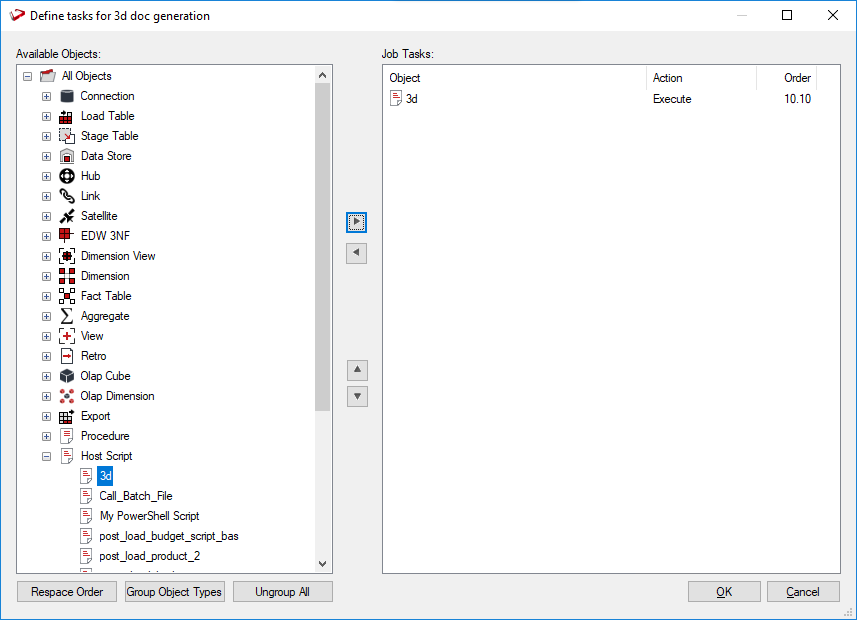 Define tasks for 3d doc generation
Available Objects:
All Objects
Connection
Load Table
Stage Table
Data Store
Hub
Link
Satellite
EDW 3NF
Dimension View
Dimension
Fact Table
Aggregate
View
Retro
Olap Cube
Olap Dimension
Export
Procedure
Host Script
3d
Call_Batch_File
My PowerShell Script
post_load_budget_script_bas
post_load_product_2
Job Tasks:
Object Action Order
3d Execute 10.10
Respace Order Group Object Types Ungroup All OK Cancel